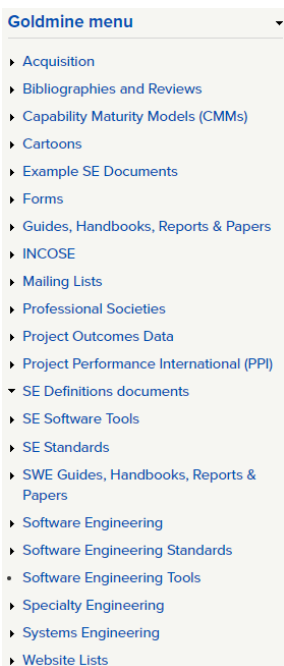 Goldmine menu
Acquisition
Bibliographies and Reviews
Capability Maturity Models (CMMs)
Cartoons
Example SE Documents
Forms
Guides, Handbooks, Reports & Papers
INCOSE
Mailing Lists
Professional Societies
Project Outcomes Data
Project Performance International (PPI)
SE Definitions documents
SE Software Tools
SE Standards
SWE Guides, Handbooks, Reports &
Papers
Software Engineering
Software Engineering Standards
Software Engineering Tools
Specialty Engineering
Systems Engineering
Website Lists